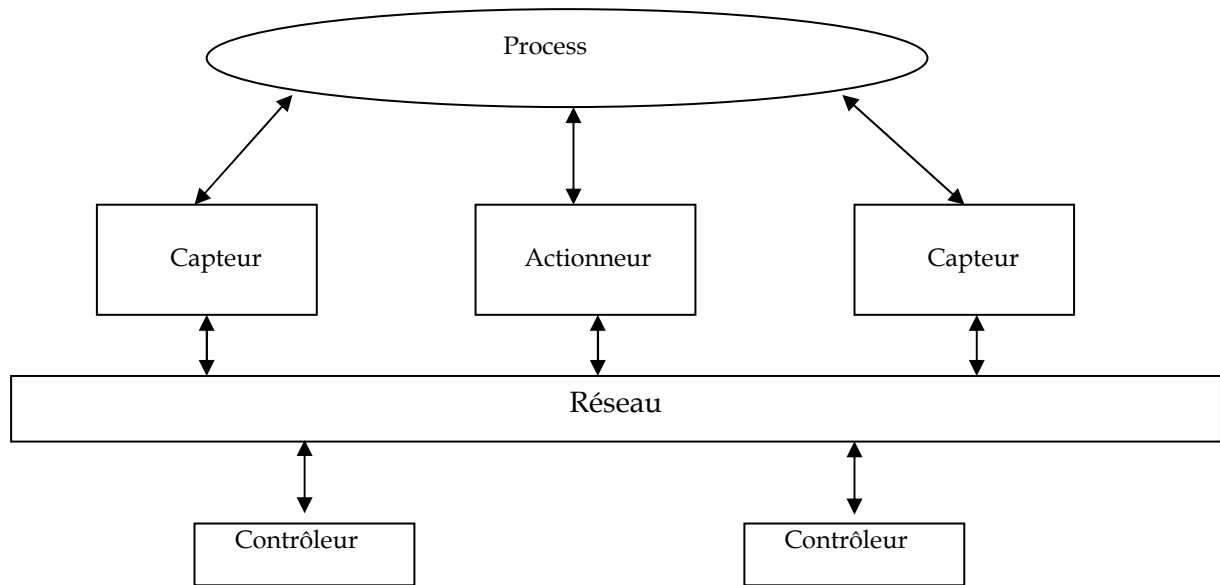 Process
Capteur
Actionneur
Capteur
Réseau
Contrôleur
Contrôleur